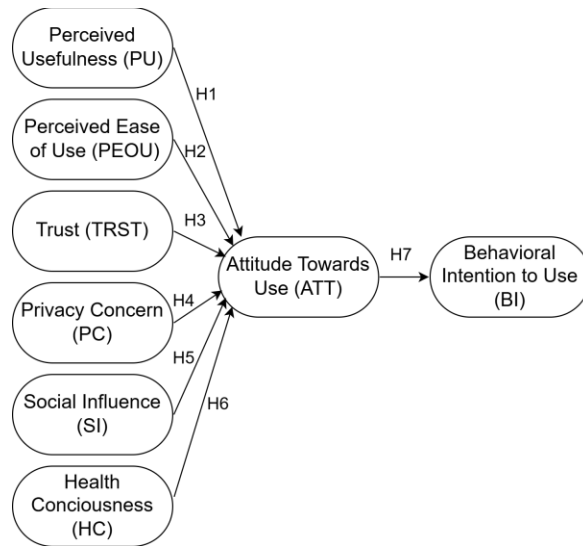 Perceived
Usefulness (PU)
H1
Perceived Ease
of Use (PEOU)
H2
Trust (TRST)
H3
Attitude Towards
Use (ATT)
H7
Behavioral
Intention to Use
(BI)
Privacy Concern
(PC)
H4
H5
Social Influence
(SI)
H6
Health
Conciousness
(HC)